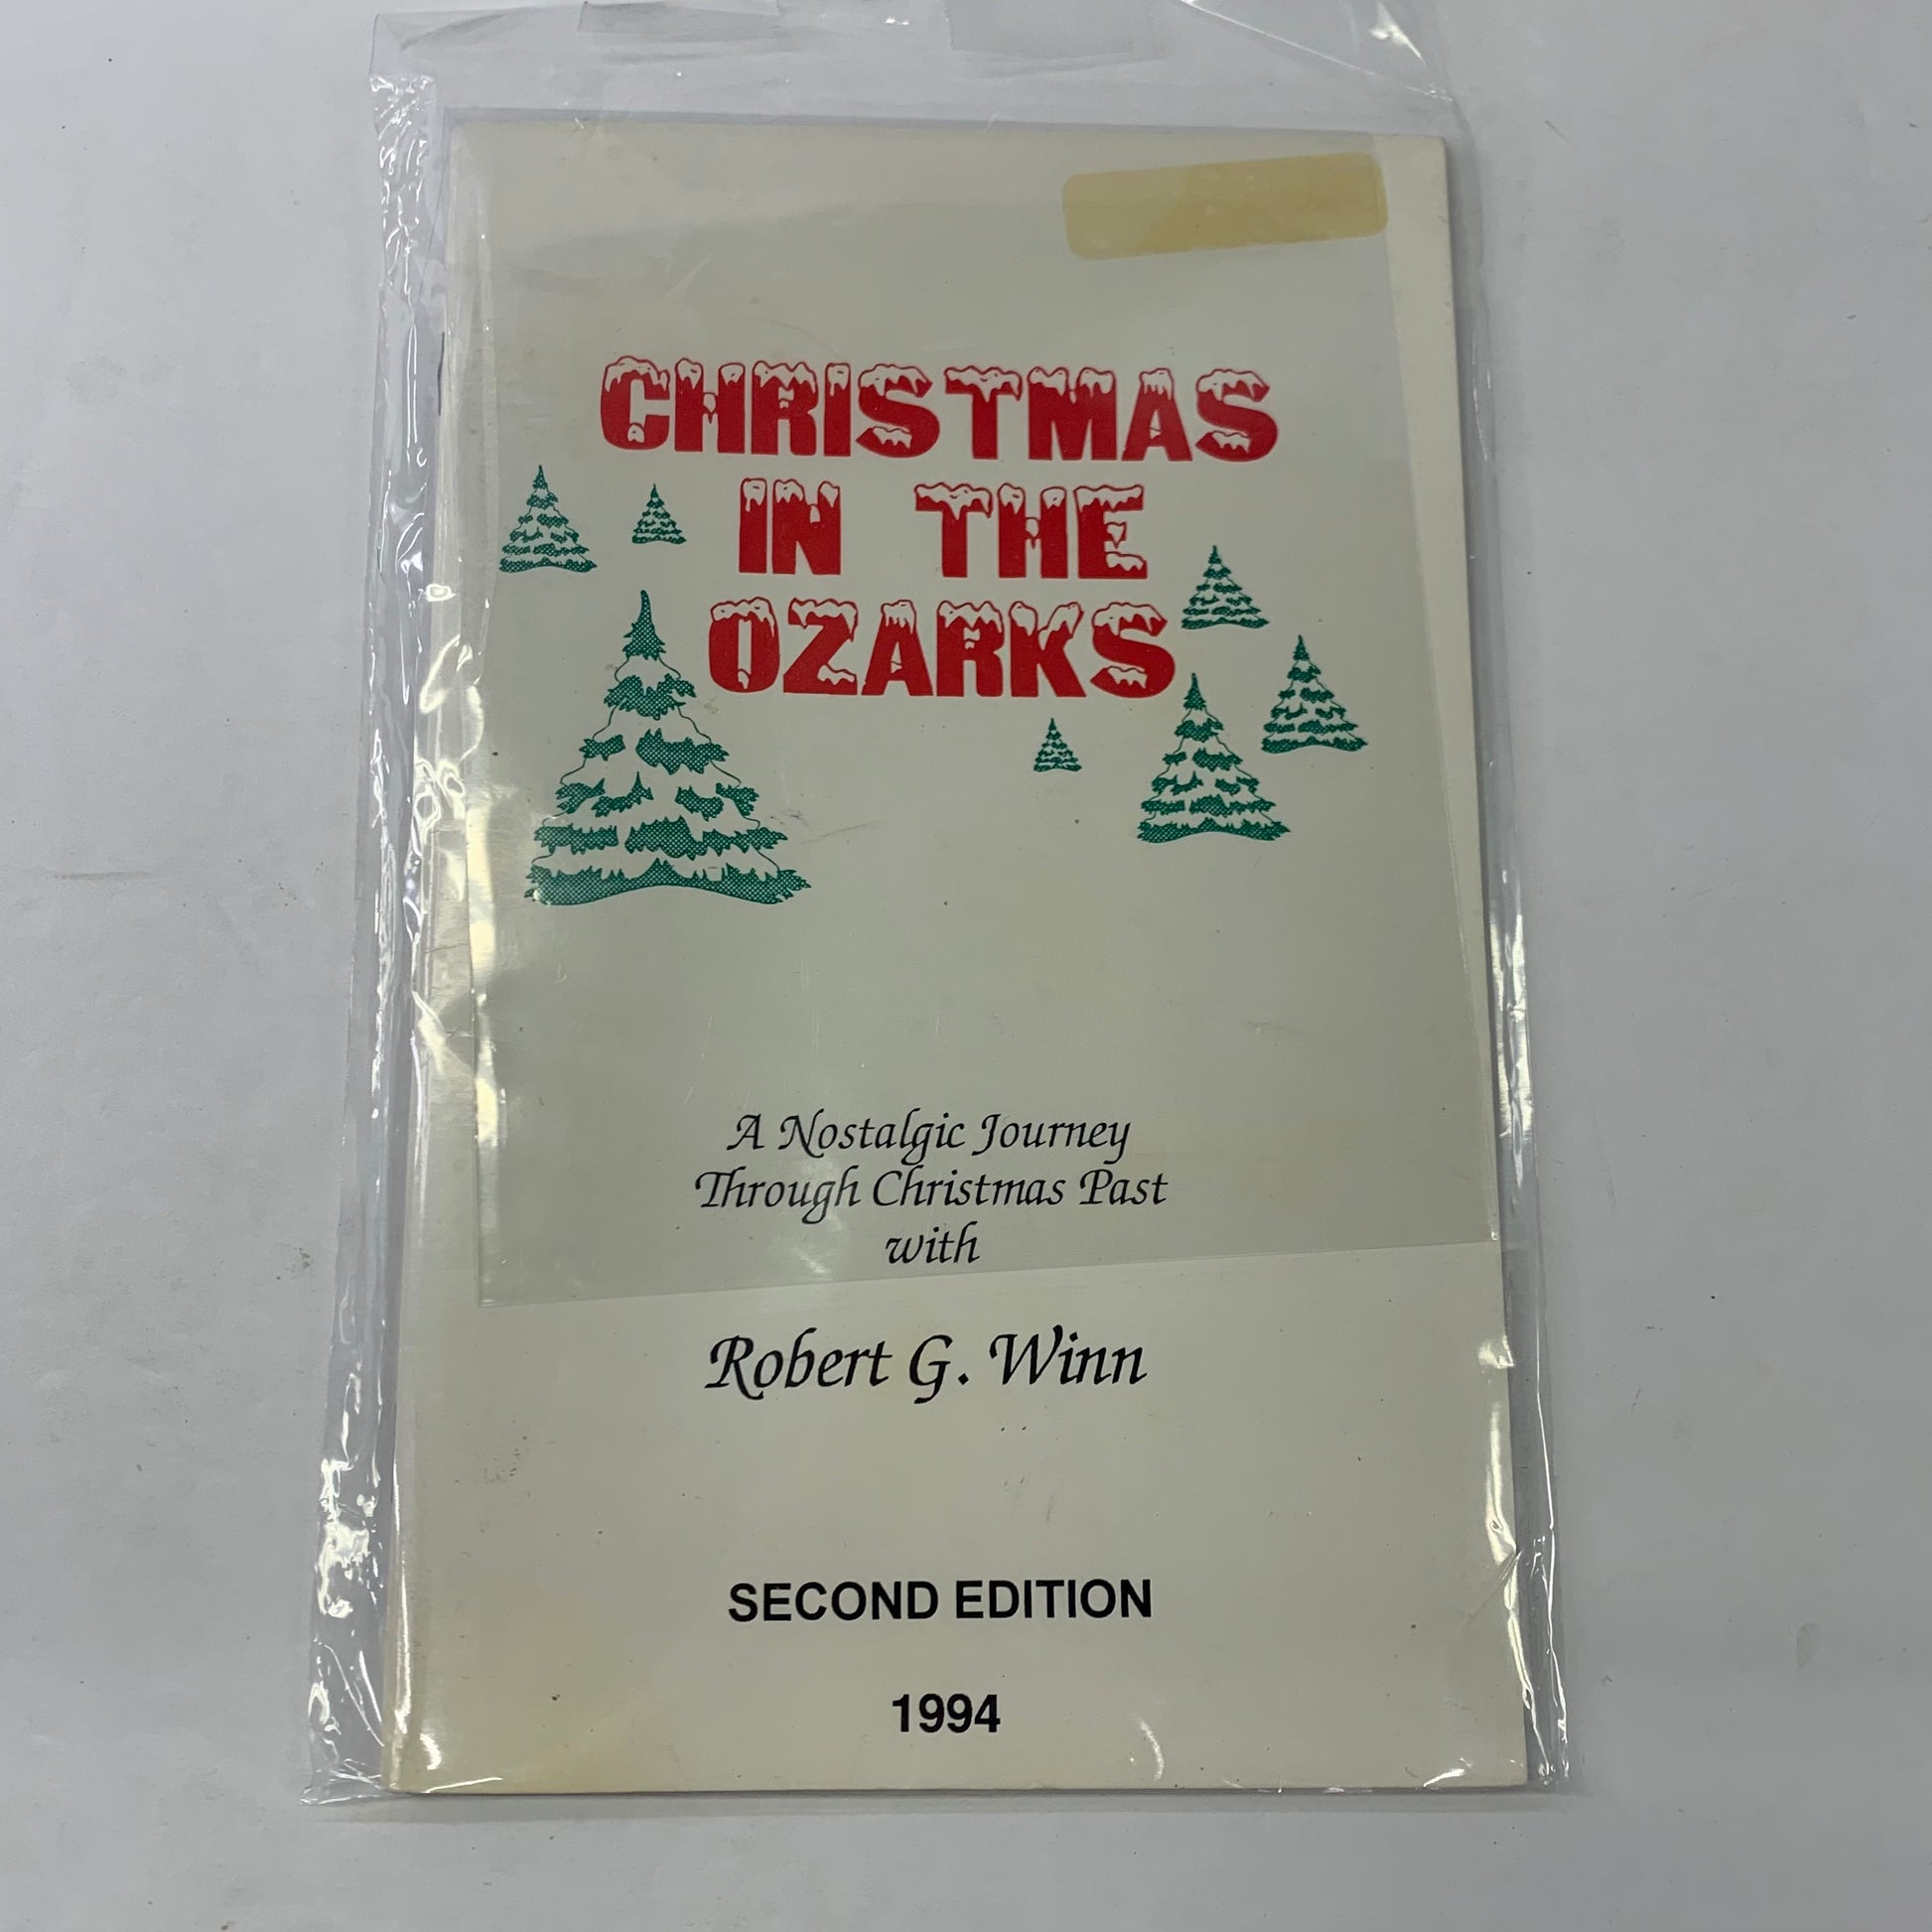 CHRISTMAS
IN THE
OZARKS
A Nostalgic Journey
Through Christmas Past
with
Robert G. Winn
SECOND EDITION
1994